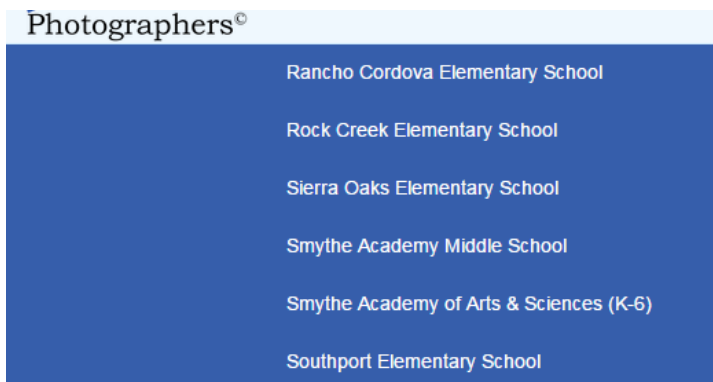 Photographers©
Rancho Cordova Elementary School
Rock Creek Elementary School
Sierra Oaks Elementary School
Smythe Academy Middle School
Smythe Academy of Arts & Sciences (K-6)
Southport Elementary School